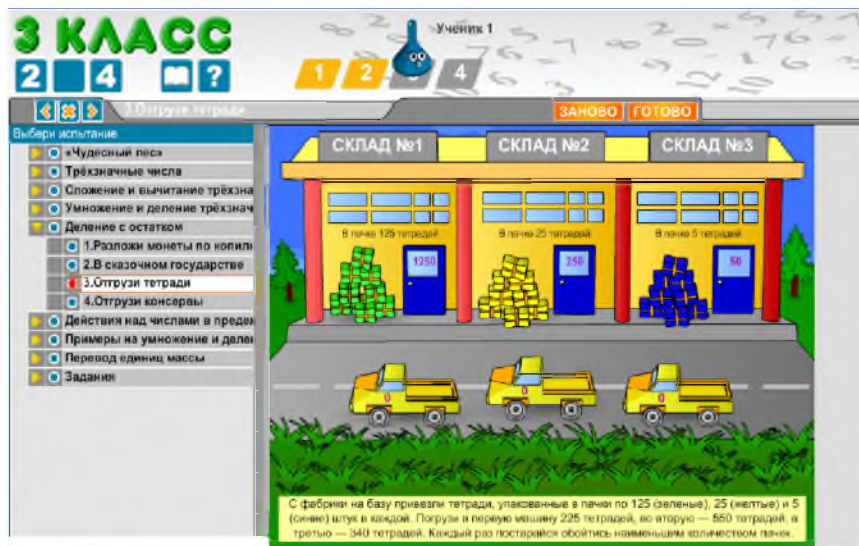 3 КЛАСС
2 4 ?
Ученик 1
1 2 3 4
3.Отгрузи тетради
ЗАНОВО ГОТОВО
Выбери испытание
«Чудесный лес»
Трёхзначные числа
Сложение и вычитание трёхзна
Умножение и деление трёхзнач
Деление с остатком
1.Разложи монеты по копилк
2.В сказочном государстве
3.Отгрузи тетради
4.Отгрузи консервы
Действия над числами в предел
Примеры на умножение и делен
Перевод единиц массы
Задания
СКЛАД №1 СКЛАД №2 СКЛАД №3
В пачке 125 тетрадей В пачке 25 тетрадей В пачке 5 тетрадей
1250 250 50
0 0 0
С фабрики на базу привезли тетради, упакованные в пачки по 125 (зеленые), 25 (желтые) и 5
(синие) штук в каждой. Погрузи в первую машину 225 тетрадей, во вторую — 550 тетрадей, в
третью — 340 тетрадей. Каждый раз постарайся обойтись наименьшим количеством пачек.